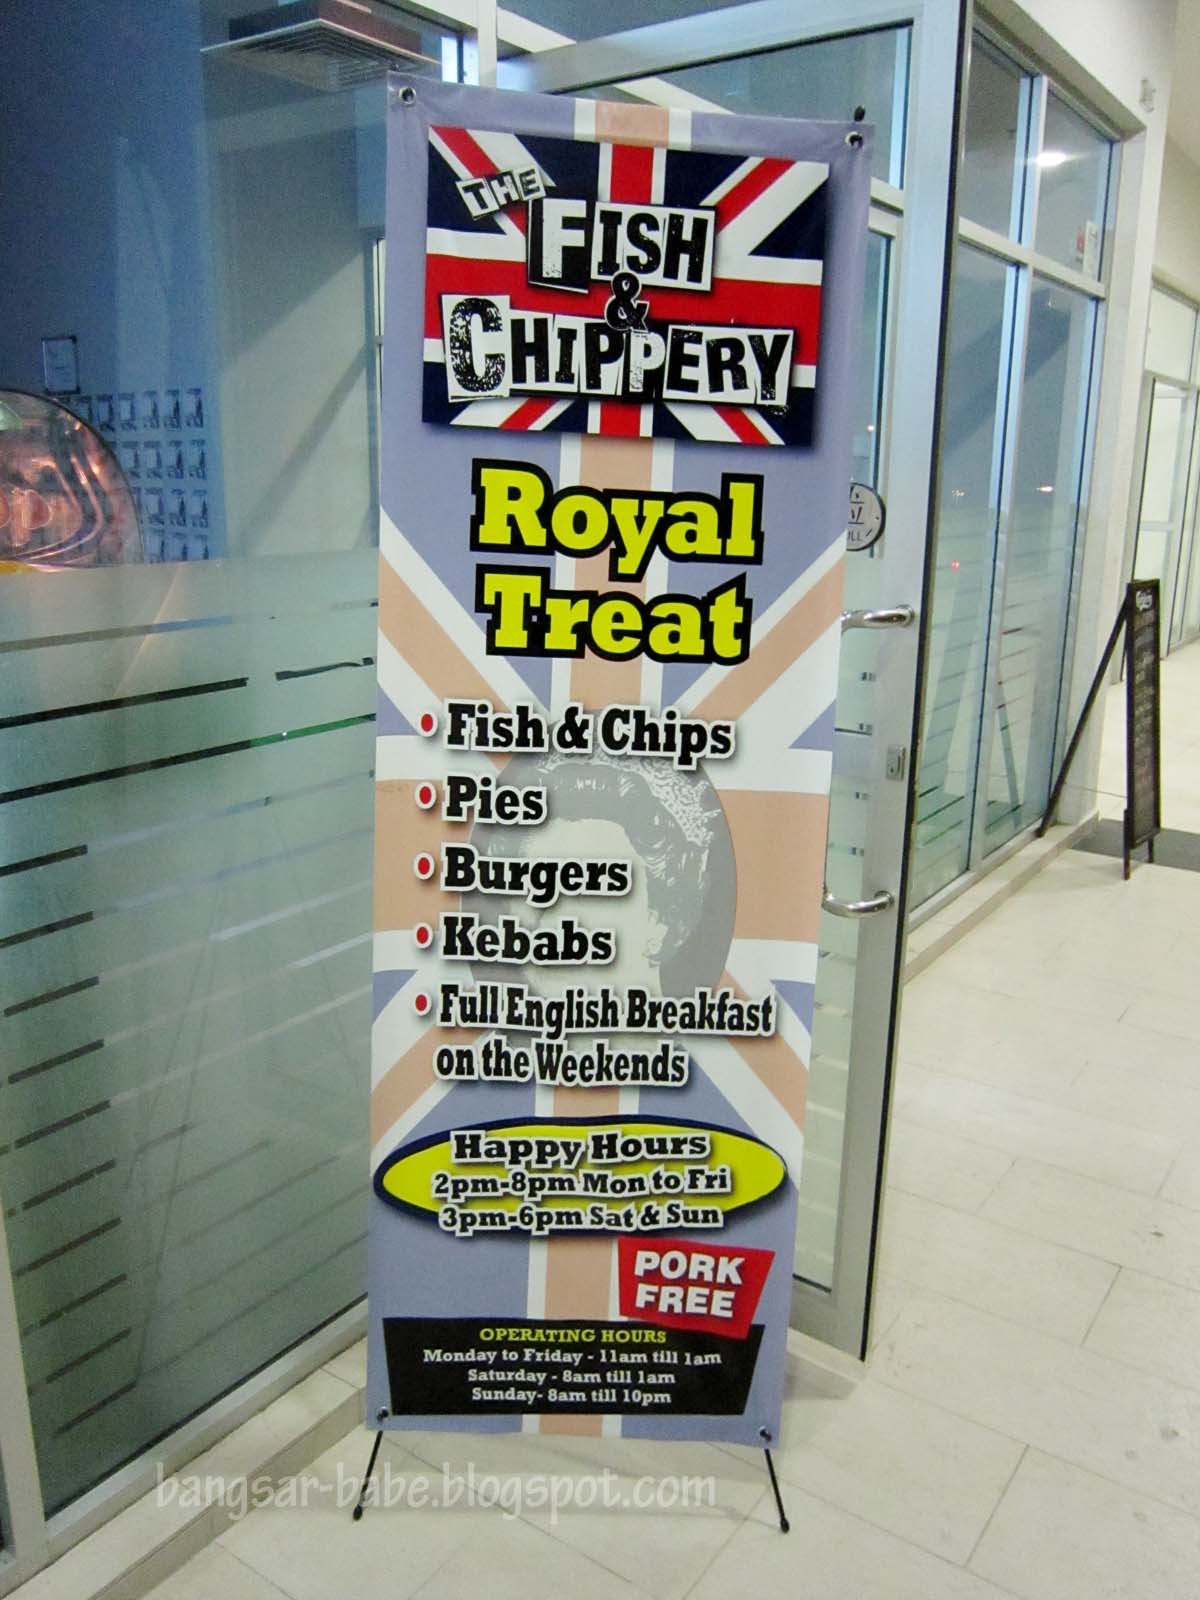 THE
FISH
&
CHIPPERY
Royal
Treat
• Fish & Chips
• Pies
• Burgers
• Kebabs
• Full English Breakfast
on the Weekends
Happy Hours
2pm-8pm Mon to Fri
3pm-6pm Sat & Sun
PORK
FREE
OPERATING HOURS
Monday to Friday - 11am till 1am
Saturday - 8am till 1am
Sunday- 8am till 10pm
bangsar-babe.blogspot.com
Carlsberg